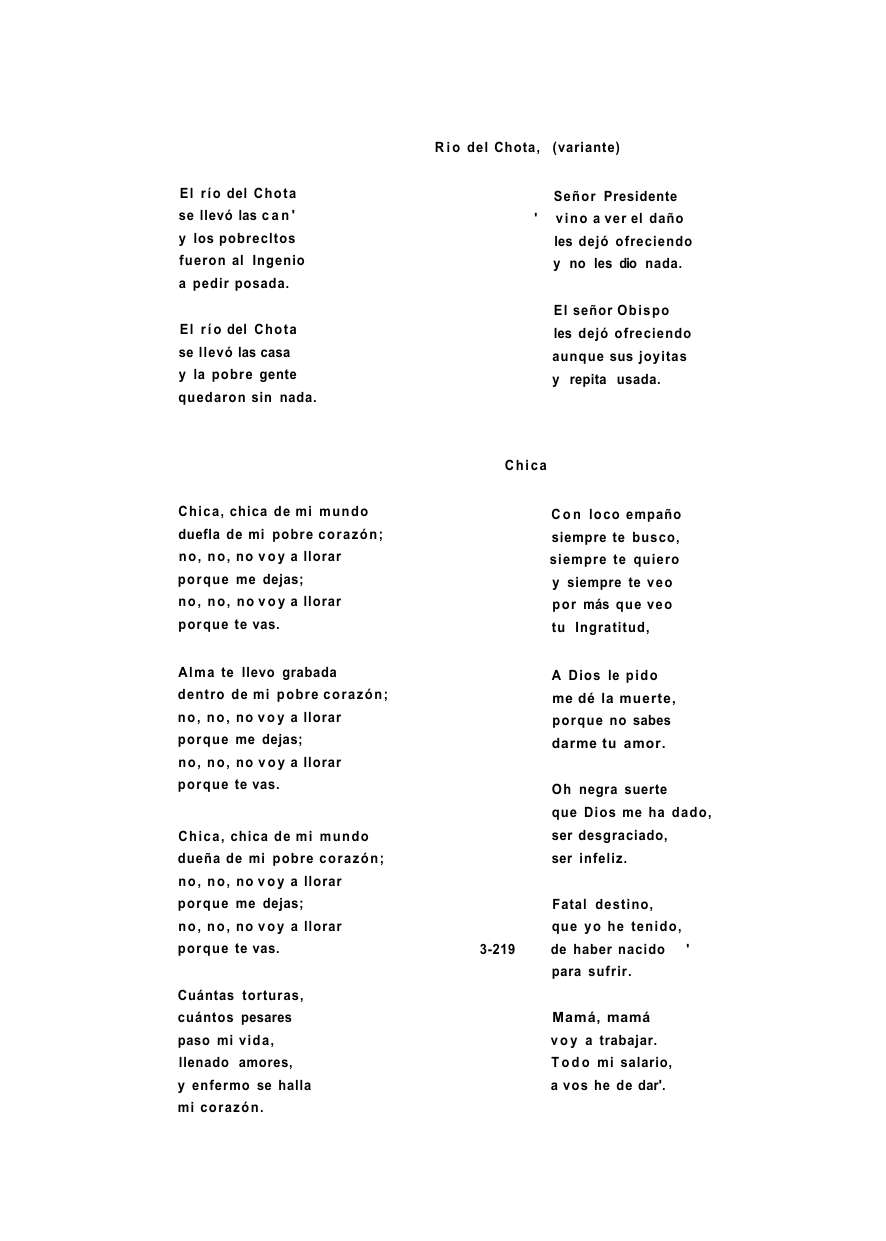 Rio del Chota, (variante)
El río del Chota
se llevó las can'
y los pobrecltos
fueron al Ingenio
a pedir posada.
El río del Chota
se llevó las casa
y la pobre gente
quedaron sin nada.
Señor Presidente
' vino a ver el daño
les dejó ofreciendo
y no les dio nada.
El señor Obispo
les dejó ofreciendo
aunque sus joyitas
y repita usada.
Chica
Chica, chica de mi mundo
duefla de mi pobre corazón;
no, no, no voy a llorar
porque me dejas;
no, no, no voy a llorar
porque te vas.
Alma te llevo grabada
dentro de mi pobre corazón;
no, no, no voy a llorar
porque me dejas;
no, no, no voy a llorar
porque te vas.
Chica, chica de mi mundo
dueña de mi pobre corazón;
no, no, no voy a llorar
porque me dejas;
no, no, no voy a llorar
porque te vas.
Cuántas torturas,
cuántos pesares
paso mi vida,
llenado amores,
y enfermo se halla
mi corazón.
Con loco empaño
siempre te busco,
siempre te quiero
y siempre te veo
por más que veo
tu Ingratitud,
A Dios le pido
me dé la muerte,
porque no sabes
darme tu amor.
Oh negra suerte
que Dios me ha dado,
ser desgraciado,
ser infeliz.
Fatal destino,
que yo he tenido,
de haber nacido '
para sufrir.
Mamá, mamá
voy a trabajar.
Todo mi salario,
a vos he de dar'.
3-219